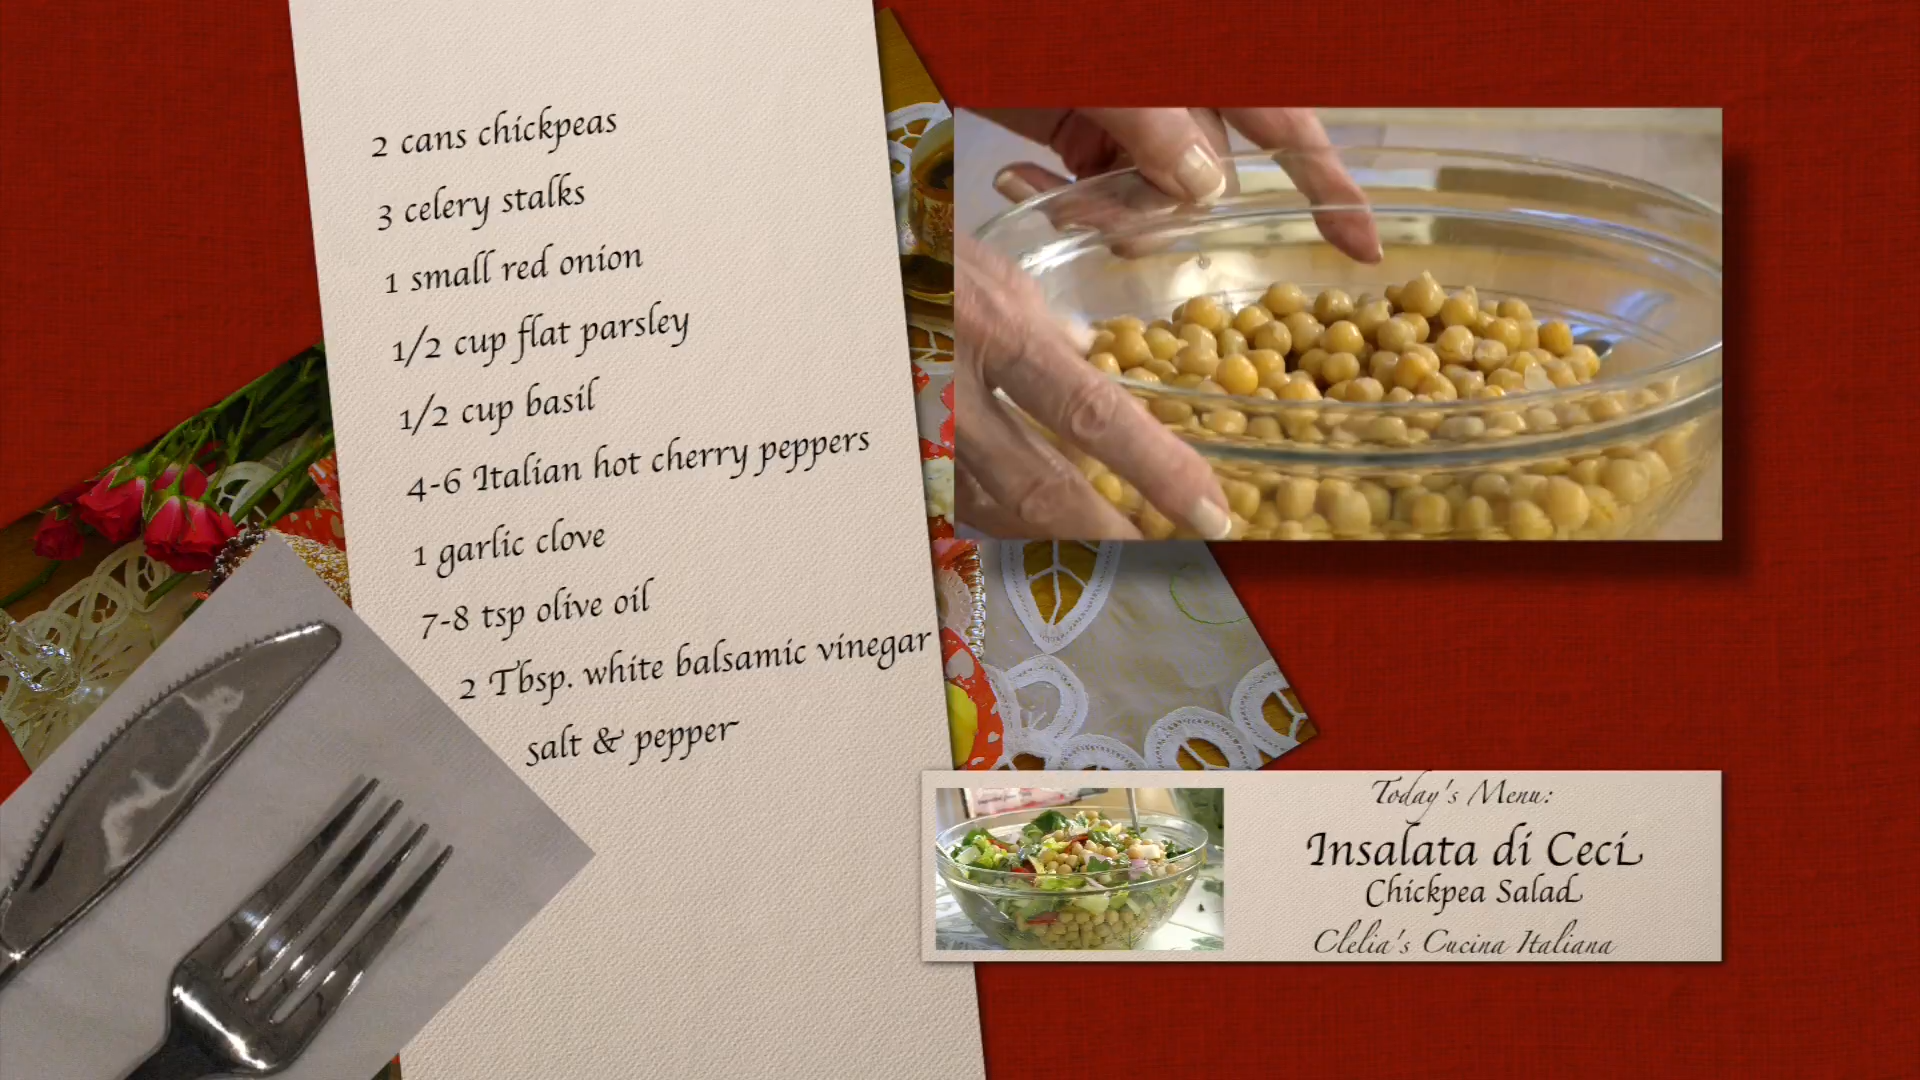 2 cans chickpeas
3 celery stalks
1 small red onion
1/2 cup flat parsley
1/2 cup basil
4-6 Italian hot cherry peppers
1 garlic clove
7-8 tsp olive oil
2 Tbsp. white balsamic vinegar
salt & pepper
Today's Menu:
Insalata di Ceci
Chickpea Salad
Clelia's Cucina Italiana